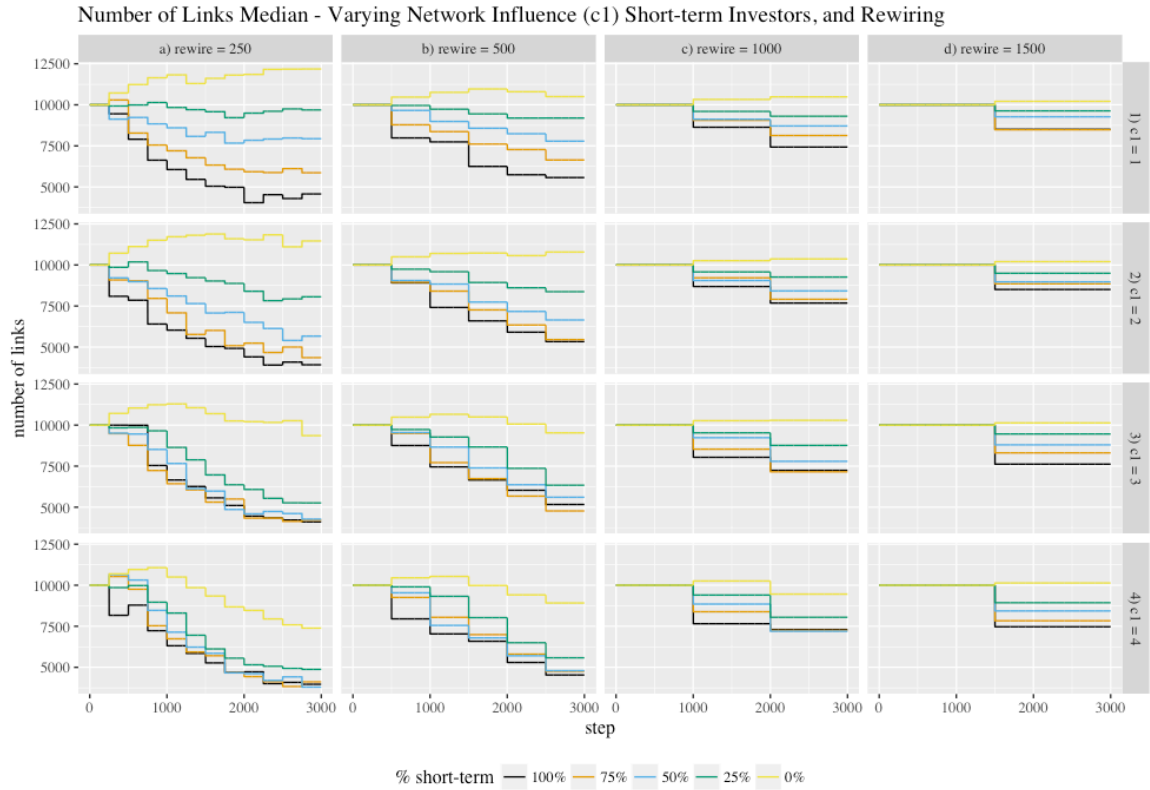 Number of Links Median - Varying Network Influence (c1) Short-term Investors, and Rewiring
a) rewire = 250
b) rewire = 500
c) rewire = 1000
d) rewire = 1500
12500
10000
7500
5000
1) c1 = 1
12500
10000
7500
5000
2) c1 = 2
12500
10000
7500
5000
3) c1 = 3
12500
10000
7500
5000
4) c1 = 4
number of links
0 1000 2000 3000 0 1000 2000 3000 0 1000 2000 3000 0 1000 2000 3000
step
% short-term 100% 75% 50% 25% 0%